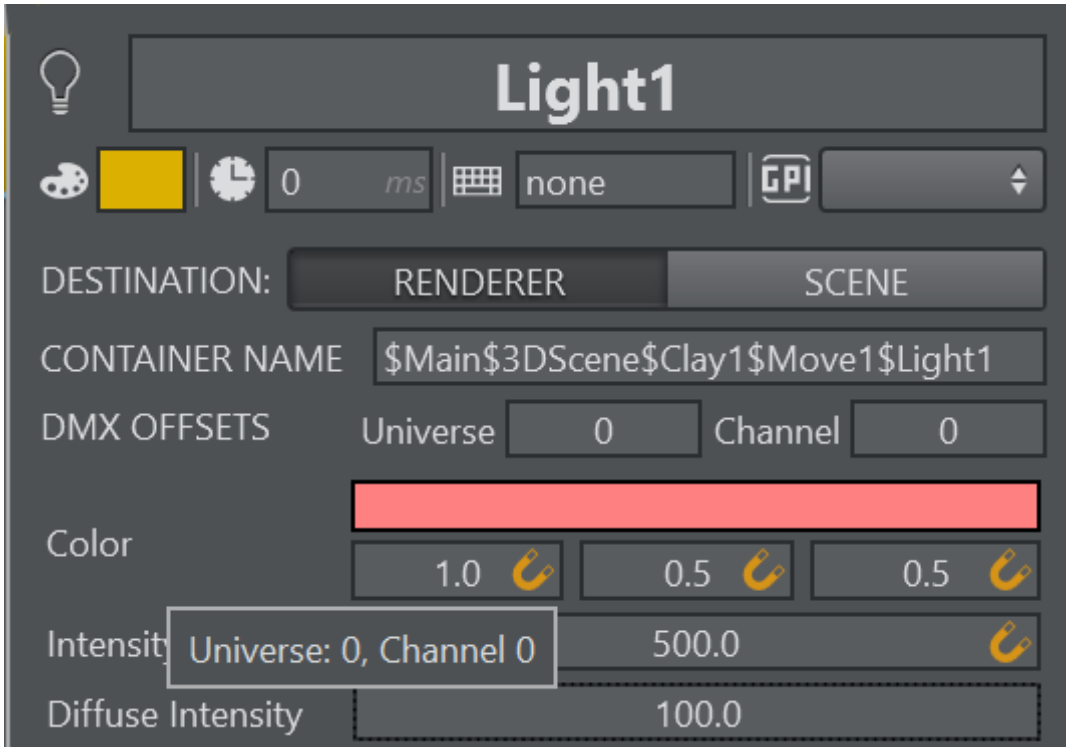 Light1
0 ms none GPI
DESTINATION: RENDERER SCENE
CONTAINER NAME $Main$3DScene$Clay1$Move1$Light1
DMX OFFSETS Universe 0 Channel 0
Color
1.0 0.5 0.5
Intensity 500.0
Universe: 0, Channel 0
Diffuse Intensity 100.0